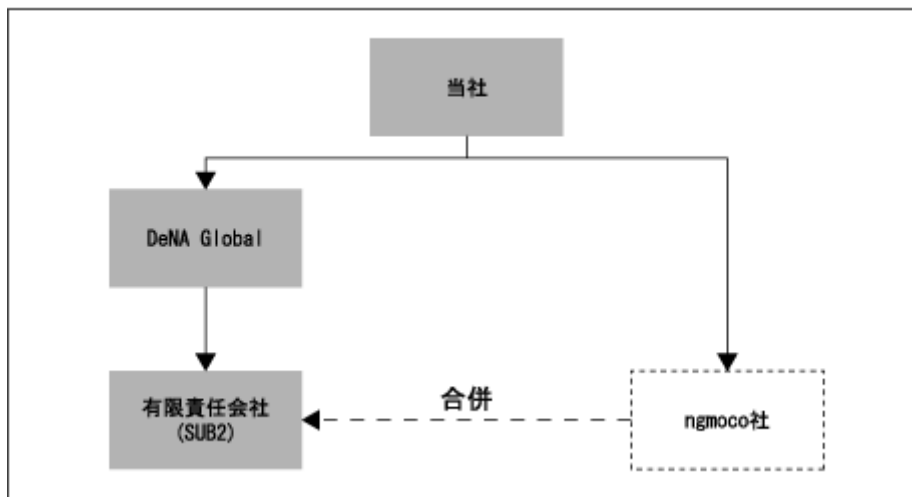 当社
DeNA Global
有限責任会社
(SUB2)
合併
ngmoco社